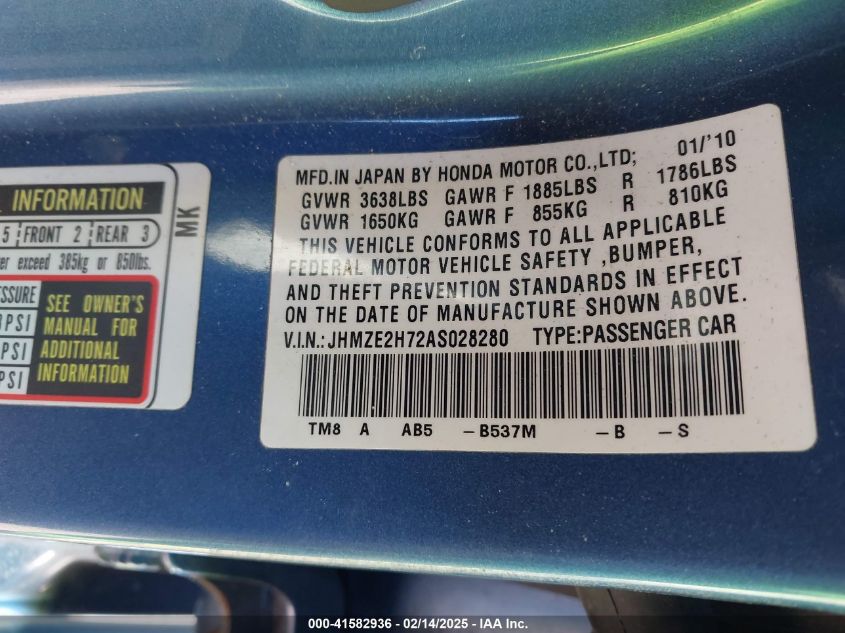 INFORMATION
5 FRONT 2 REAR 3
exceed 385kg or 850lbs.
SEE OWNER'S
MANUAL FOR
ADDITIONAL
INFORMATION
PSI
PSI
PSI
MK
MFD.IN JAPAN BY HONDA MOTOR CO.,LTD; 01/'10
GVWR 3638LBS GAWR F 1885LBS R 1786LBS
GVWR 1650KG GAWR F 855KG R 810KG
THIS VEHICLE CONFORMS TO ALL APPLICABLE
FEDERAL MOTOR VEHICLE SAFETY ,BUMPER,
AND THEFT PREVENTION STANDARDS IN EFFECT
ON THE DATE OF MANUFACTURE SHOWN ABOVE.
V.I.N.:JHMZE2H72AS028280 TYPE:PASSENGER CAR
TM8 A AB5 -B537M -B -S
000-41582936 - 02/14/2025 - IAA Inc.